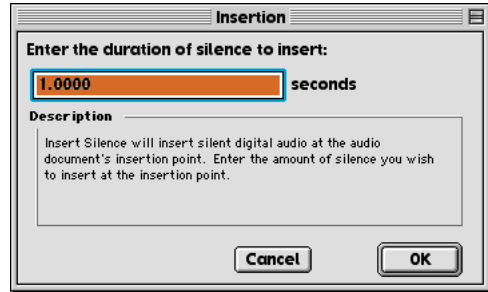 Insertion
Enter the duration of silence to insert:
1.0000 seconds
Description
Insert Silence will insert silent digital audio at the audio
document's insertion point. Enter the amount of silence you wish
to insert at the insertion point.
Cancel OK